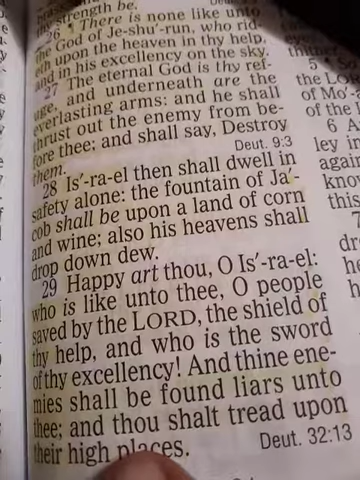 strength be.
26 ¶ There is none like unto
the God of Je-shu'-run, who rid-
eth upon the heaven in thy help,
and in his excellency on the sky.
27 The eternal God is thy ref-
uge, and underneath are the
everlasting arms: and he shall
thrust out the enemy from be-
fore thee; and shall say, Destroy
them. Deut. 9:3
28 Is'-ra-el then shall dwell in
safety alone: the fountain of Ja'-
cob shall be upon a land of corn
and wine; also his heavens shall
drop down dew.
29 Happy art thou, O Is'-ra-el:
who is like unto thee, O people
saved by the LORD, the shield of
thy help, and who is the sword
of thy excellency! And thine ene-
mies shall be found liars unto
thee; and thou shalt tread upon
their high places. Deut. 32:13
thither
5 ¶ So
the Lo
of Mo'-a
of the
6 A
ley in
again
know
this
7